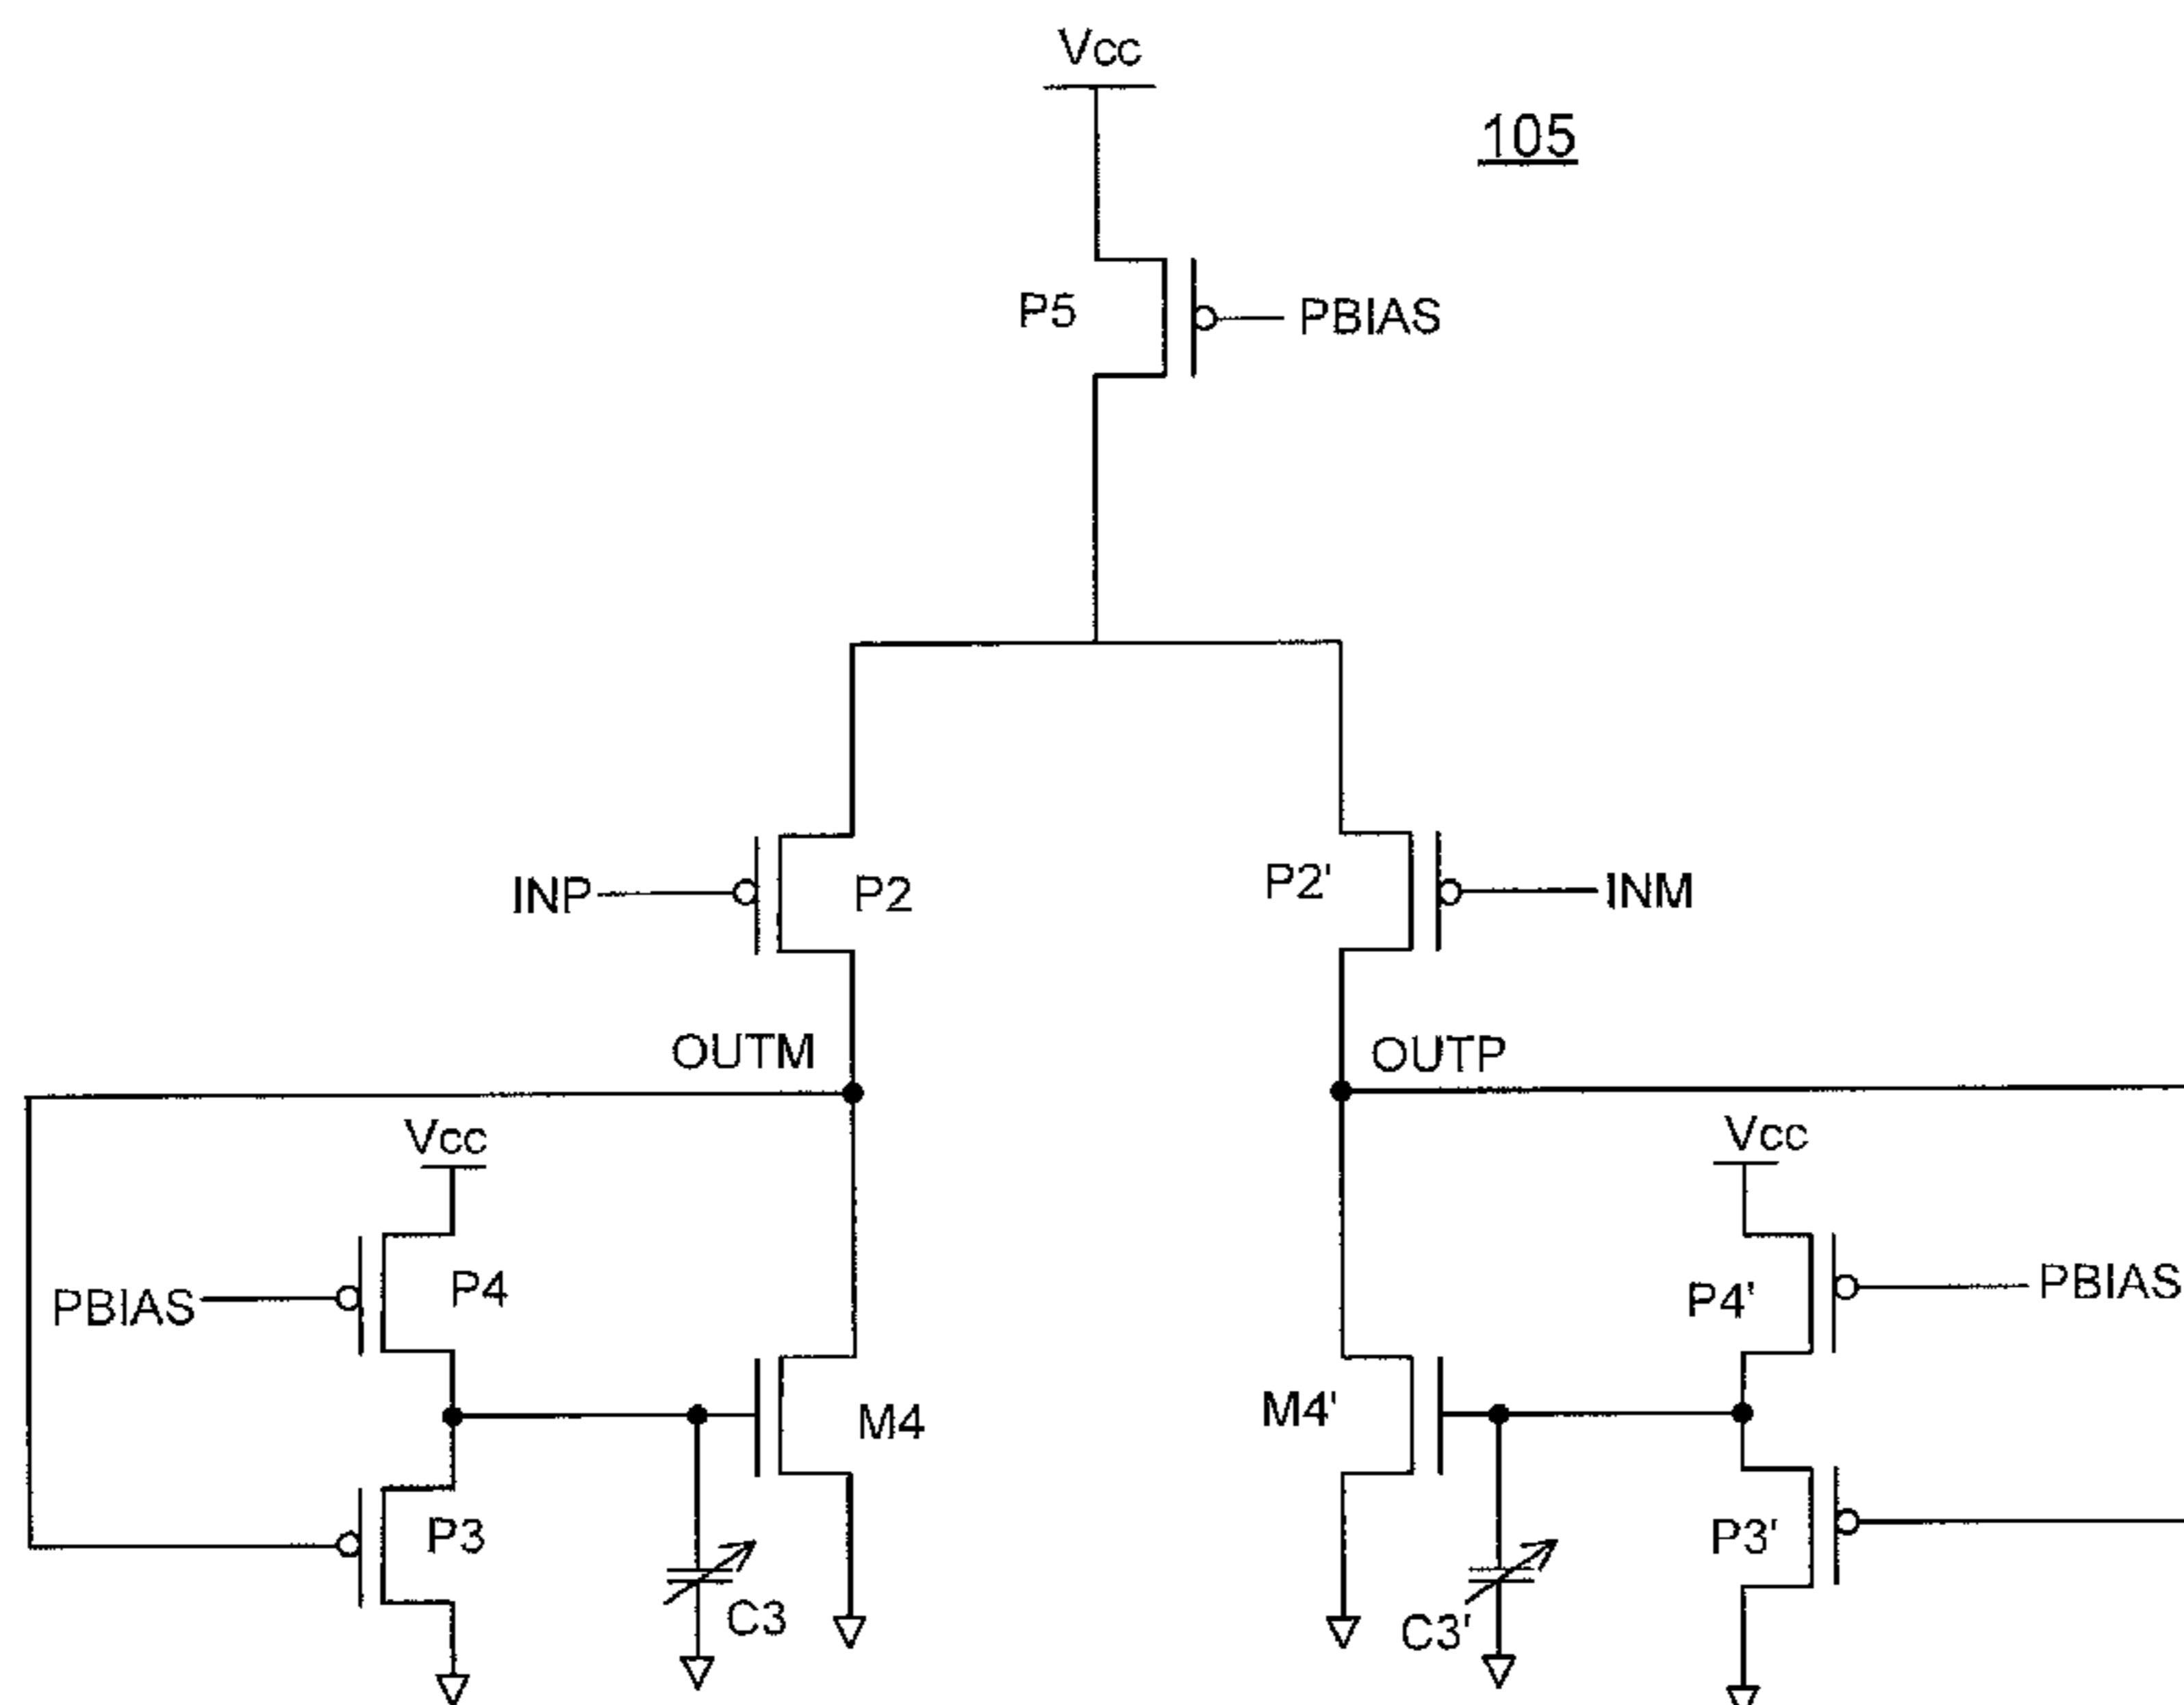 Vcc
105
P5
PBIAS
INP
P2
P2'
INM
OUTM
OUTP
Vcc
Vcc
PBIAS
P4
P4'
PBIAS
M4
M4'
P3
P3'
C3
C3'